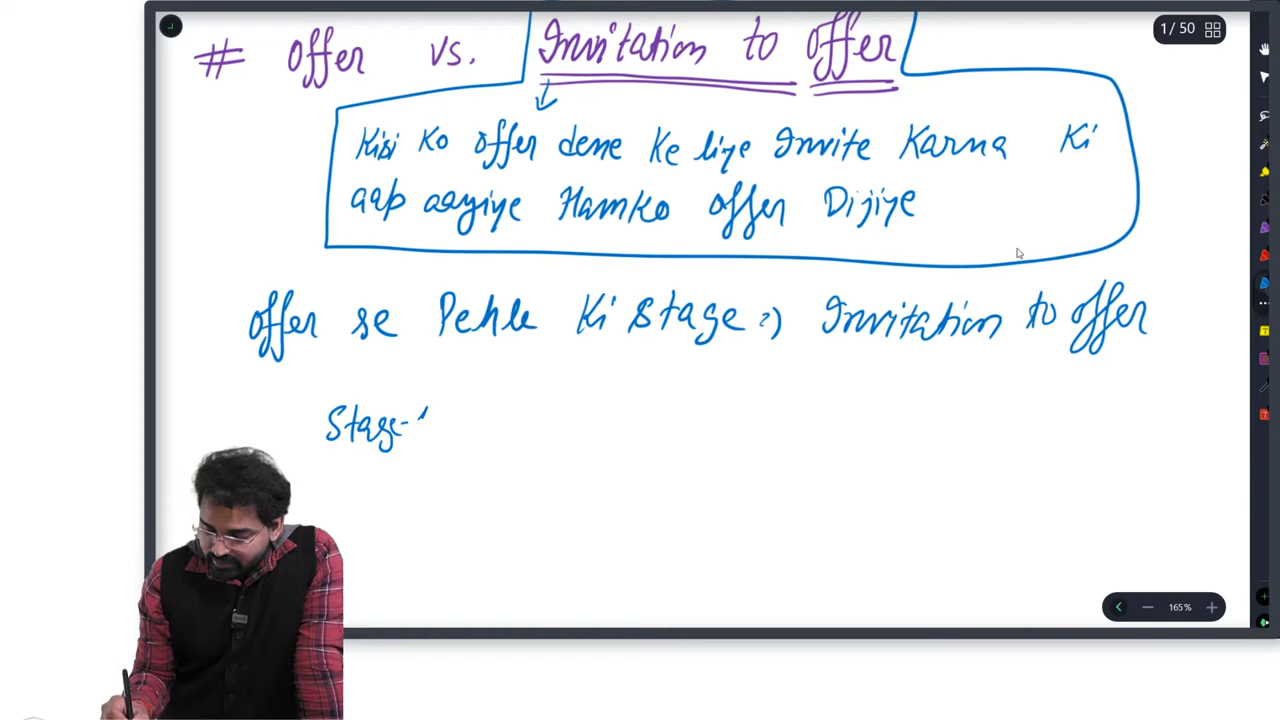 1 / 50
# offer vs. Invitation to offer
Kisi Ko offer dene Ke liye Invite Karna Ki
aap aayiye Hamko offer Dijiye
offer se Pehle Ki Stage => Invitation to offer
Stage-
165%